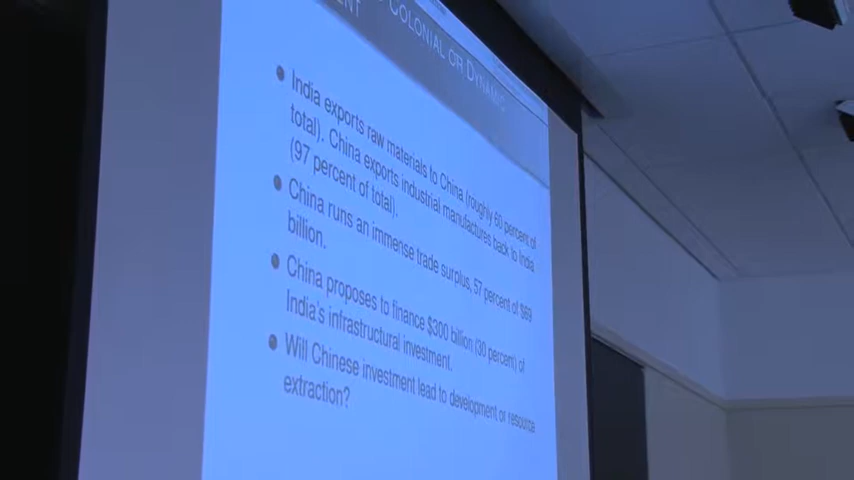 COLONIAL OR DYNAMIC
ENT
• India exports raw materials to China (roughly 60 percent of
total). China exports industrial manufactures back to India
(97 percent of total).
• China runs an immense trade surplus, 57 percent of $69
billion.
• China proposes to finance $300 billion (30 percent) of
India's infrastructural investment.
• Will Chinese investment lead to development or resource
extraction?